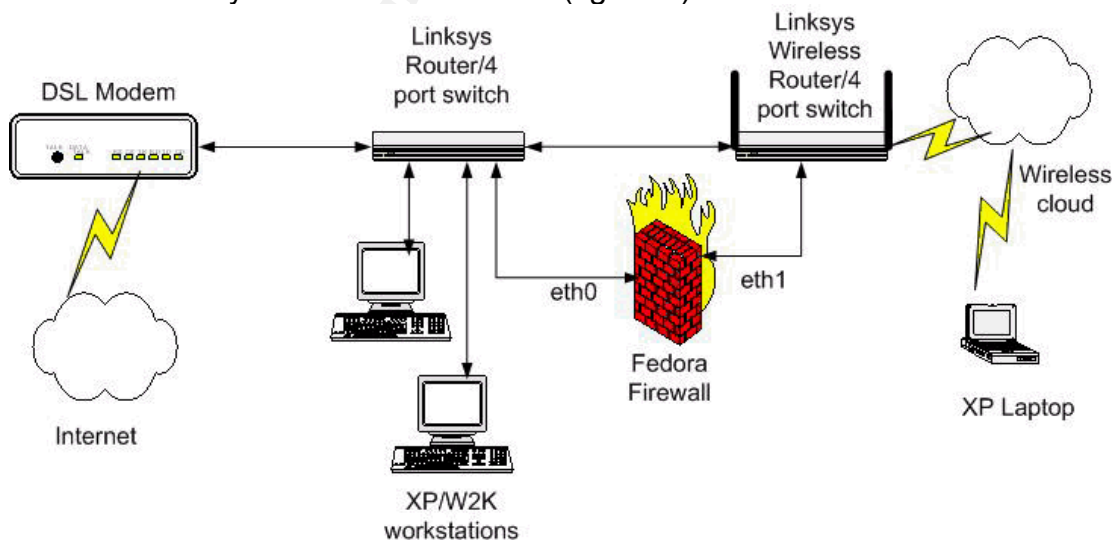 Linksys
Router/4
port switch
Linksys
Wireless
Router/4
port switch
DSL Modem
Wireless
cloud
eth0
eth1
Fedora
Firewall
XP Laptop
Internet
XP/W2K
workstations